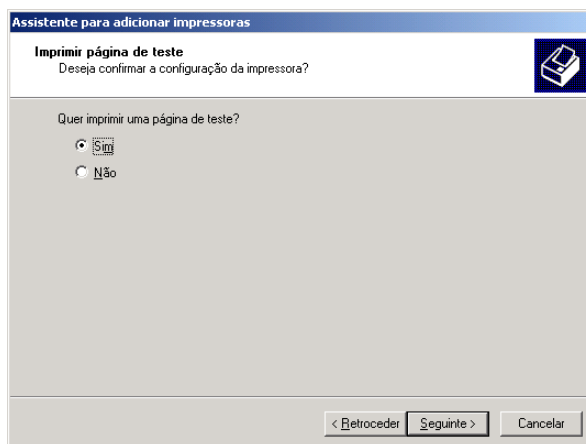 Assistente para adicionar impressoras
Imprimir página de teste
Deseja confirmar a configuração da impressora?
Quer imprimir uma página de teste?
Sim
Não
< Retroceder
Seguinte >
Cancelar